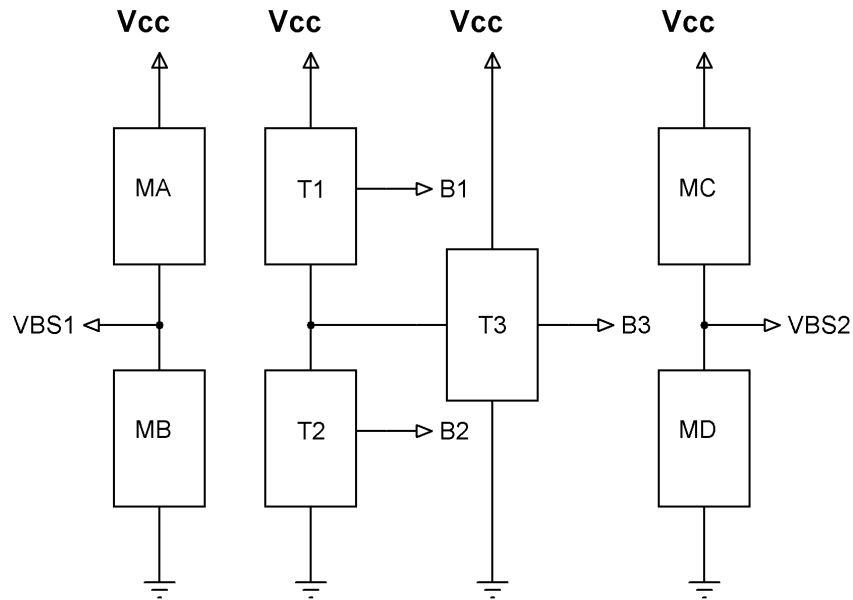 Vcc Vcc Vcc Vcc
MA T1 B1 MC
VBS1 T3 B3 VBS2
MB T2 B2 MD